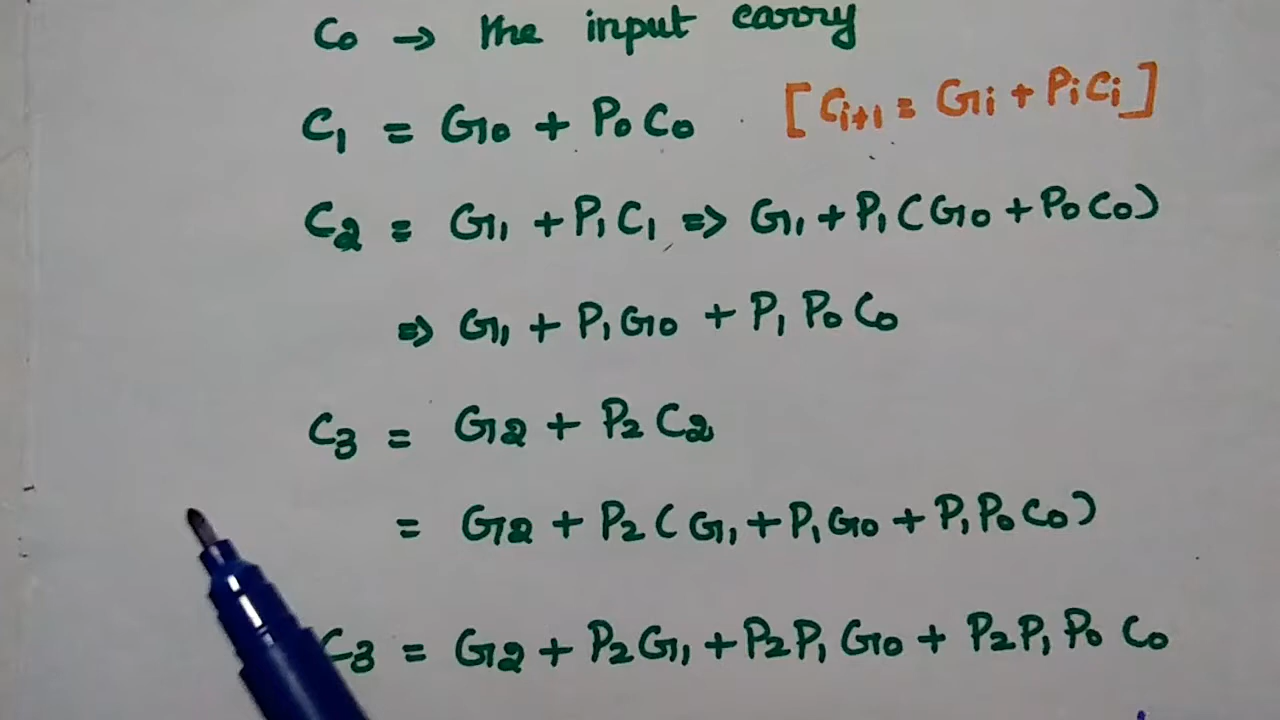 C₀ → the input carry
C₁ = G₀ + P₀C₀ [Cᵢ₊₁ = Gᵢ + PᵢCᵢ]
C₂ = G₁ + P₁C₁ ⇒ G₁ + P₁(G₀ + P₀C₀)
⇒ G₁ + P₁G₀ + P₁P₀C₀
C₃ = G₂ + P₂C₂
= G₂ + P₂(G₁ + P₁G₀ + P₁P₀C₀)
C₃ = G₂ + P₂G₁ + P₂P₁G₀ + P₂P₁P₀C₀